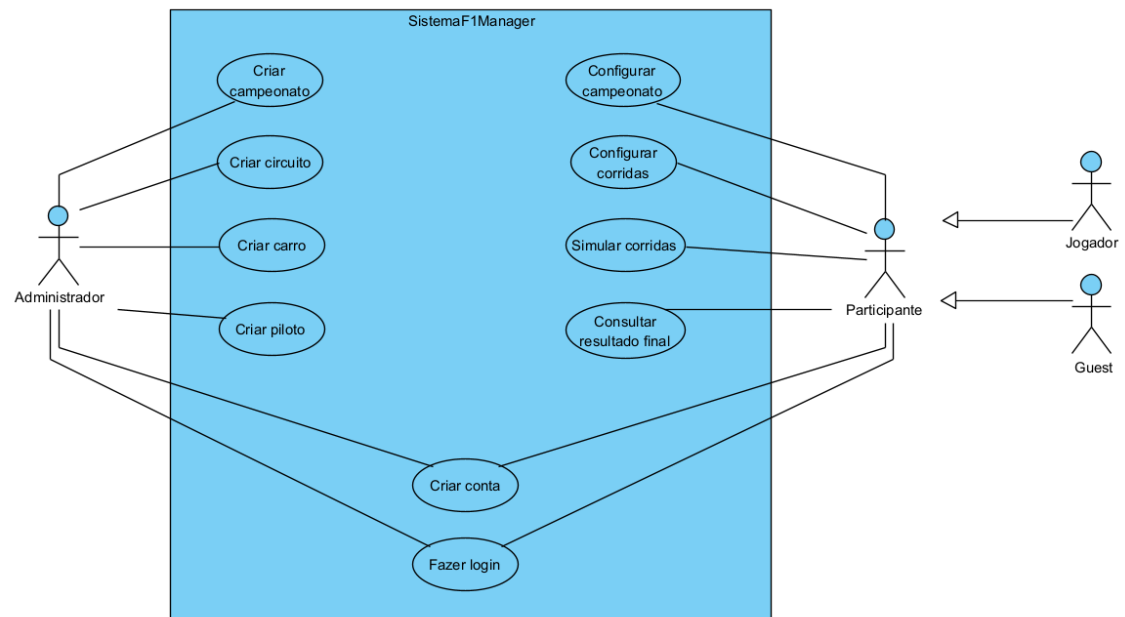 SistemaF1Manager
Criar
campeonato
Configurar
campeonato
Criar circuito
Configurar
corridas
Criar carro
Simular corridas
Criar piloto
Consultar
resultado final
Administrador
Participante
Jogador
Guest
Criar conta
Fazer login